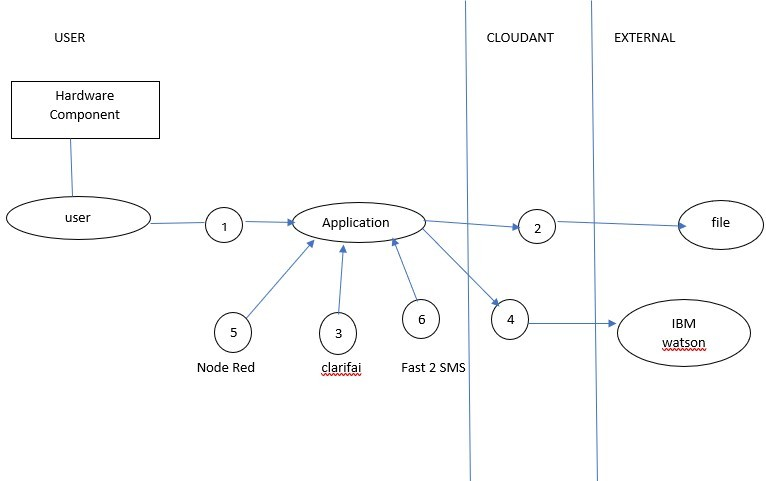 USER
CLOUDANT
EXTERNAL
Hardware
Component
user
1
Application
2
file
5
3
6
4
IBM
watson
Node Red
clarifai
Fast 2 SMS